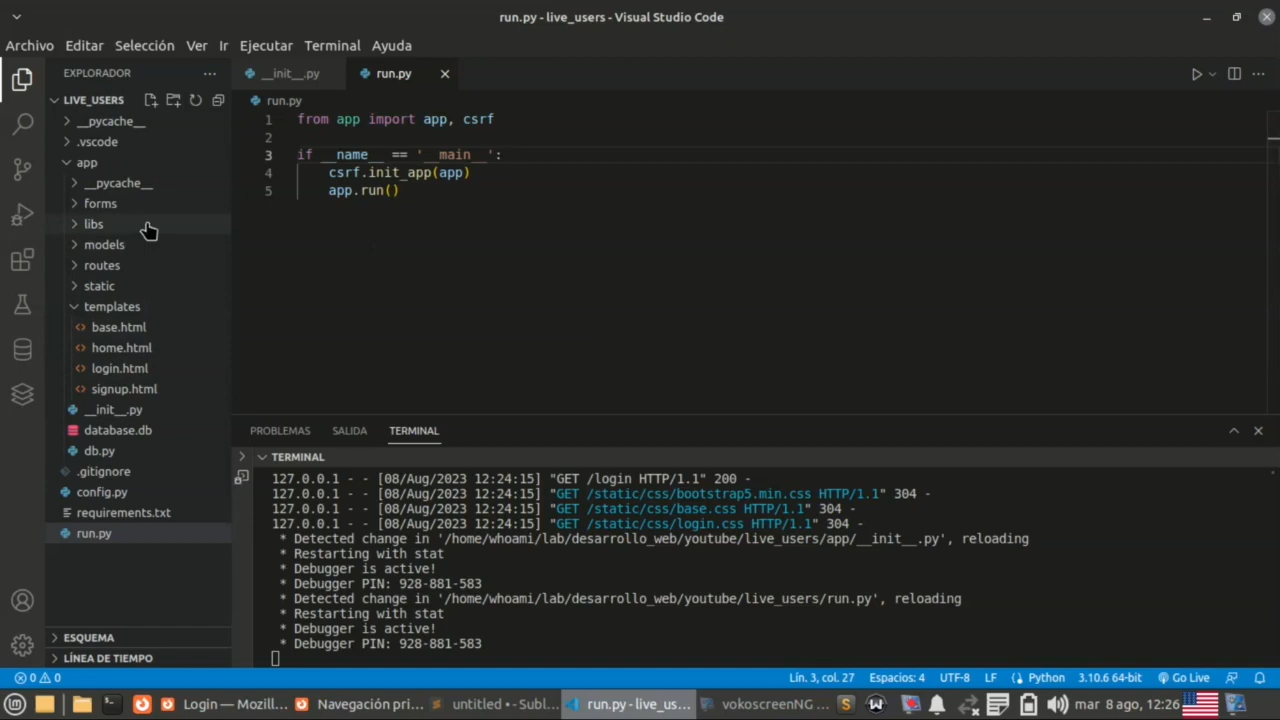 run.py - live_users - Visual Studio Code
Archivo Editar Selección Ver Ir Ejecutar Terminal Ayuda
EXPLORADOR
LIVE_USERS
__pycache__
.vscode
app
__pycache__
forms
libs
models
routes
static
templates
base.html
home.html
login.html
signup.html
__init__.py
database.db
db.py
.gitignore
config.py
requirements.txt
run.py
ESQUEMA
LÍNEA DE TIEMPO
__init__.py run.py
run.py
1 from app import app, csrf
2
3 if __name__ == '__main__':
4 csrf.init_app(app)
5 app.run()
PROBLEMAS SALIDA TERMINAL
TERMINAL
127.0.0.1 - - [08/Aug/2023 12:24:15] "GET /login HTTP/1.1" 200 -
127.0.0.1 - - [08/Aug/2023 12:24:15] "GET /static/css/bootstrap5.min.css HTTP/1.1" 304 -
127.0.0.1 - - [08/Aug/2023 12:24:15] "GET /static/css/base.css HTTP/1.1" 304 -
127.0.0.1 - - [08/Aug/2023 12:24:15] "GET /static/css/login.css HTTP/1.1" 304 -
* Detected change in '/home/whoami/lab/desarrollo_web/youtube/live_users/app/__init__.py', reloading
* Restarting with stat
* Debugger is active!
* Debugger PIN: 928-881-583
* Detected change in '/home/whoami/lab/desarrollo_web/youtube/live_users/run.py', reloading
* Restarting with stat
* Debugger is active!
* Debugger PIN: 928-881-583
0 0 Lín. 3, col. 27 Espacios: 4 UTF-8 LF Python 3.10.6 64-bit Go Live
Login — Mozill... Navegación pri... untitled • - Subl... run.py - live_us... vokoscreenNG ... mar 8 ago, 12:26